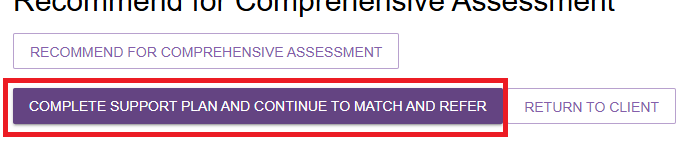 Recommend for Comprehensive Assessment
RECOMMEND FOR COMPREHENSIVE ASSESSMENT
COMPLETE SUPPORT PLAN AND CONTINUE TO MATCH AND REFER RETURN TO CLIENT